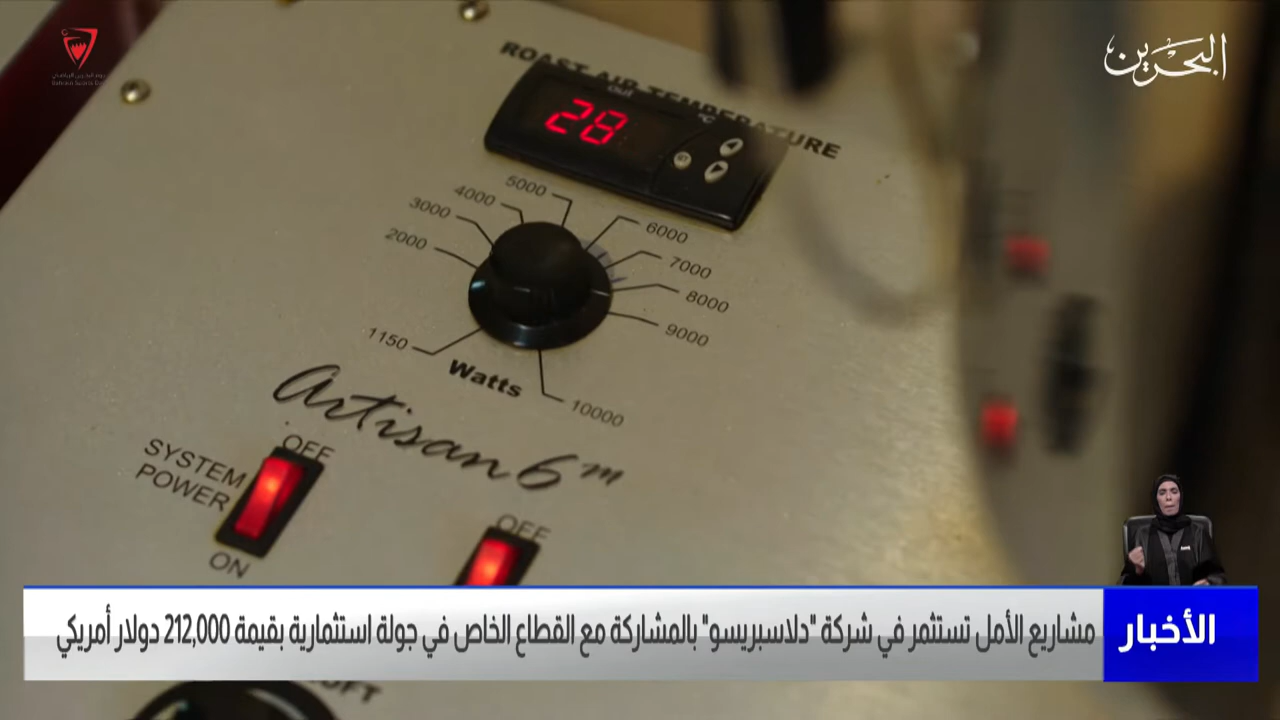 البحرين
ROAST AIR TEMPERATURE
out
28
°C
5000
4000
3000
2000
6000
7000
8000
9000
1150
10000
Watts
Artisan 6 m
OFF
SYSTEM
POWER
ON
OFF
مشاريع الأمل تستثمر في شركة "دلاسبريسو" بالمشاركة مع القطاع الخاص في جولة استثمارية بقيمة 212,000 دولار أمريكي
الأخبار